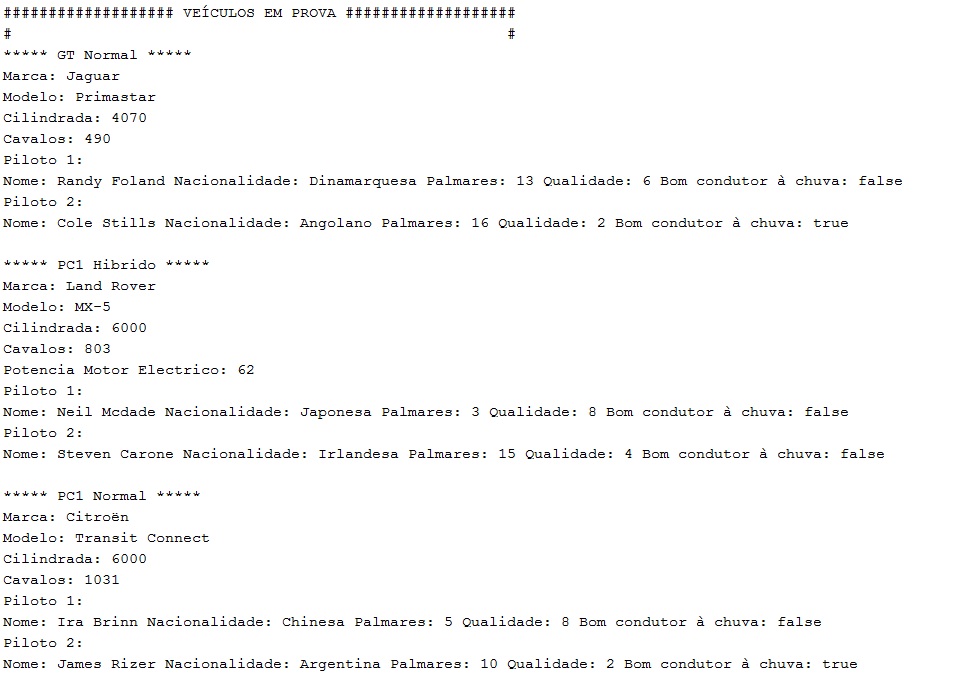 ################### VEÍCULOS EM PROVA ###################
# #
***** GT Normal *****
Marca: Jaguar
Modelo: Primastar
Cilindrada: 4070
Cavalos: 490
Piloto 1:
Nome: Randy Foland Nacionalidade: Dinamarquesa Palmares: 13 Qualidade: 6 Bom condutor à chuva: false
Piloto 2:
Nome: Cole Stills Nacionalidade: Angolano Palmares: 16 Qualidade: 2 Bom condutor à chuva: true

***** PC1 Hibrido *****
Marca: Land Rover
Modelo: MX-5
Cilindrada: 6000
Cavalos: 803
Potencia Motor Electrico: 62
Piloto 1:
Nome: Neil Mcdade Nacionalidade: Japonesa Palmares: 3 Qualidade: 8 Bom condutor à chuva: false
Piloto 2:
Nome: Steven Carone Nacionalidade: Irlandesa Palmares: 15 Qualidade: 4 Bom condutor à chuva: false

***** PC1 Normal *****
Marca: Citroën
Modelo: Transit Connect
Cilindrada: 6000
Cavalos: 1031
Piloto 1:
Nome: Ira Brinn Nacionalidade: Chinesa Palmares: 5 Qualidade: 8 Bom condutor à chuva: false
Piloto 2:
Nome: James Rizer Nacionalidade: Argentina Palmares: 10 Qualidade: 2 Bom condutor à chuva: true